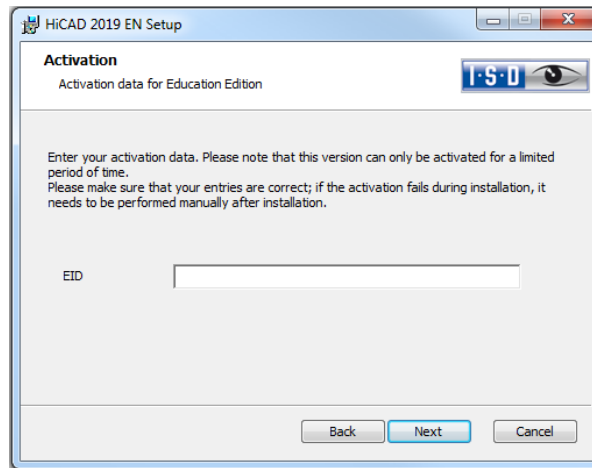 HiCAD 2019 EN Setup
Activation
Activation data for Education Edition
I·S·D
Enter your activation data. Please note that this version can only be activated for a limited
period of time.
Please make sure that your entries are correct; if the activation fails during installation, it
needs to be performed manually after installation.
EID
Back
Next
Cancel